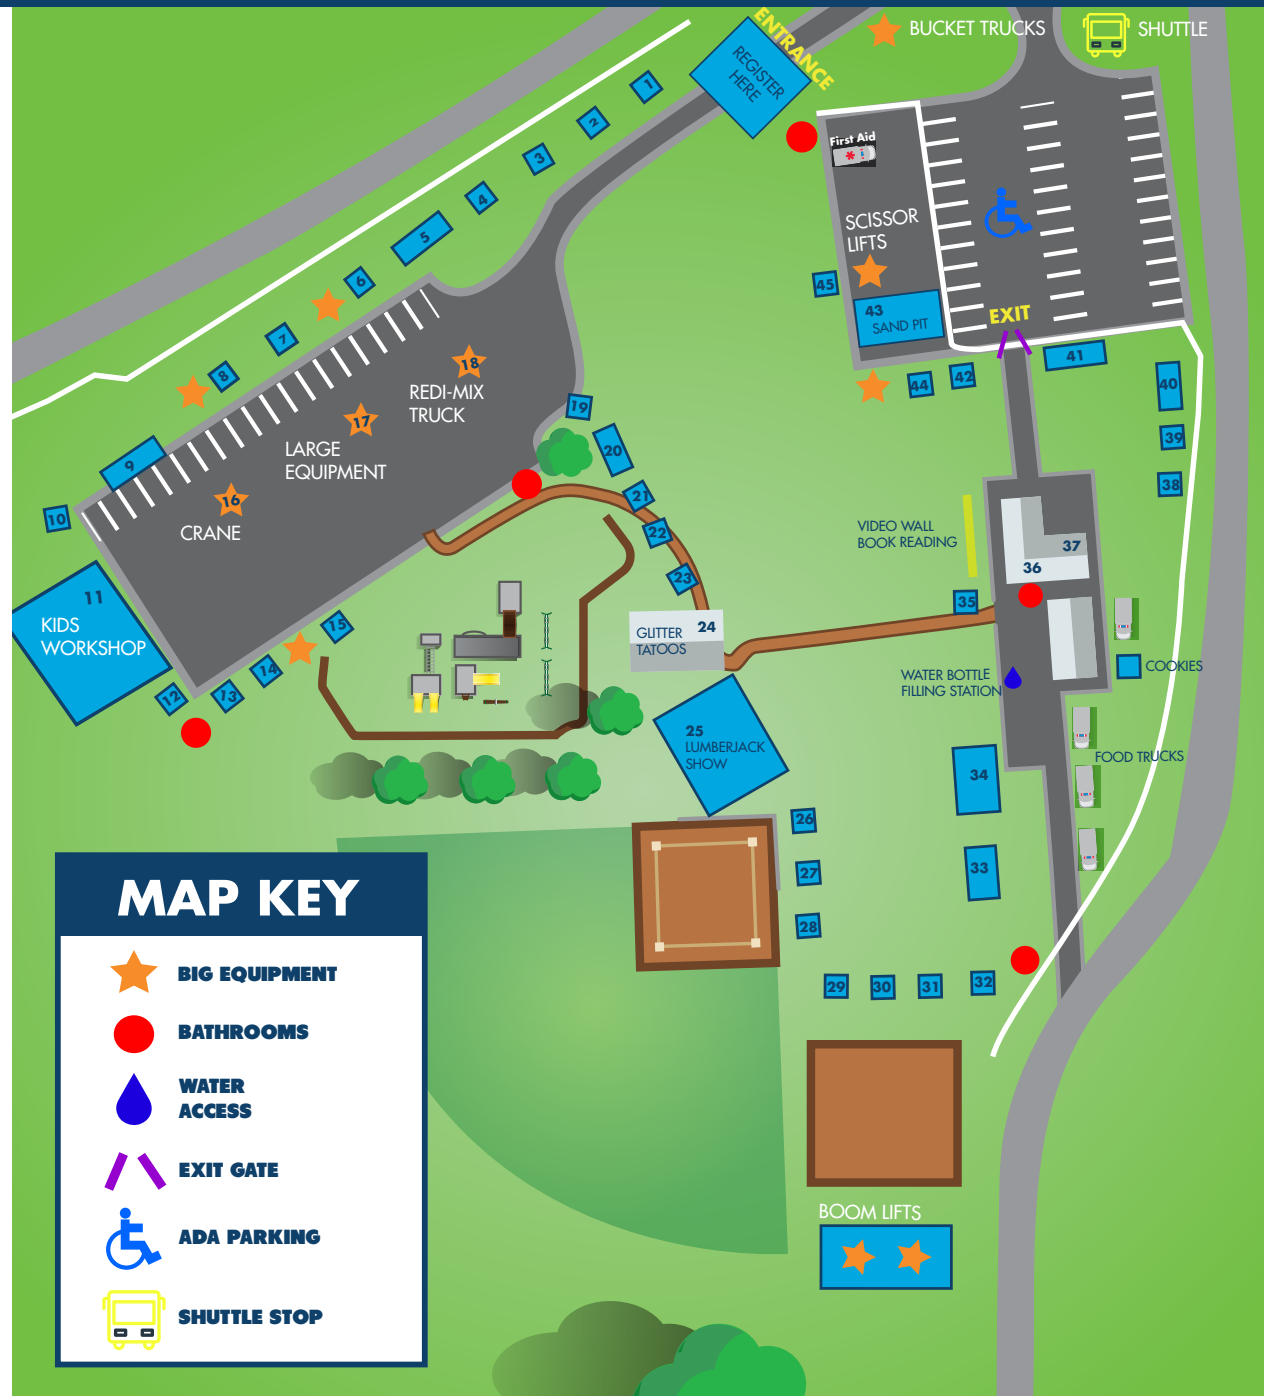 BUCKET TRUCKS
SHUTTLE
ENTRANCE
REGISTER
HERE
1
2
3
4
5
6
7
8
9
10
First Aid
SCISSOR
LIFTS
45
43
SAND PIT
EXIT
44
42
41
40
39
38
18
REDI-MIX
TRUCK
17
LARGE
EQUIPMENT
16
CRANE
19
20
21
22
23
11
KIDS
WORKSHOP
12
13
14
15
VIDEO WALL
BOOK READING
37
36
35
24
GLITTER
TATOOS
WATER BOTTLE
FILLING STATION
COOKIES
25
LUMBERJACK
SHOW
FOOD TRUCKS
34
33
26
27
28
29
30
31
32
BOOM LIFTS
MAP KEY
BIG EQUIPMENT
BATHROOMS
WATER
ACCESS
EXIT GATE
ADA PARKING
SHUTTLE STOP